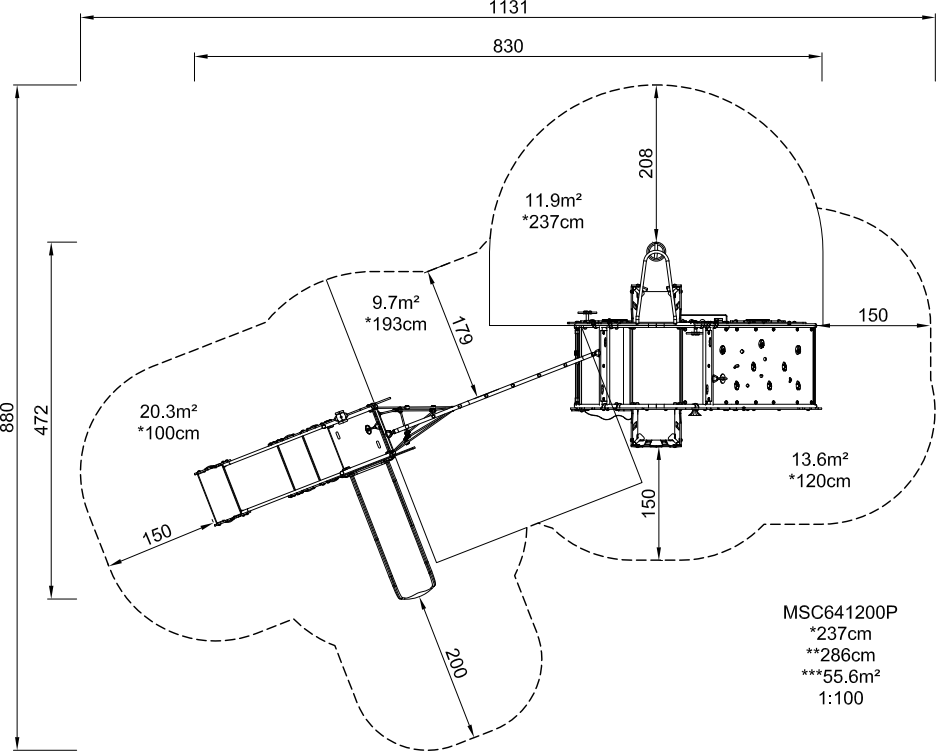 1131
830
208
11.9m²
*237cm
9.7m²
*193cm
179
150
880
472
20.3m²
*100cm
13.6m²
*120cm
150
150
200
MSC641200P
*237cm
**286cm
***55.6m²
1:100